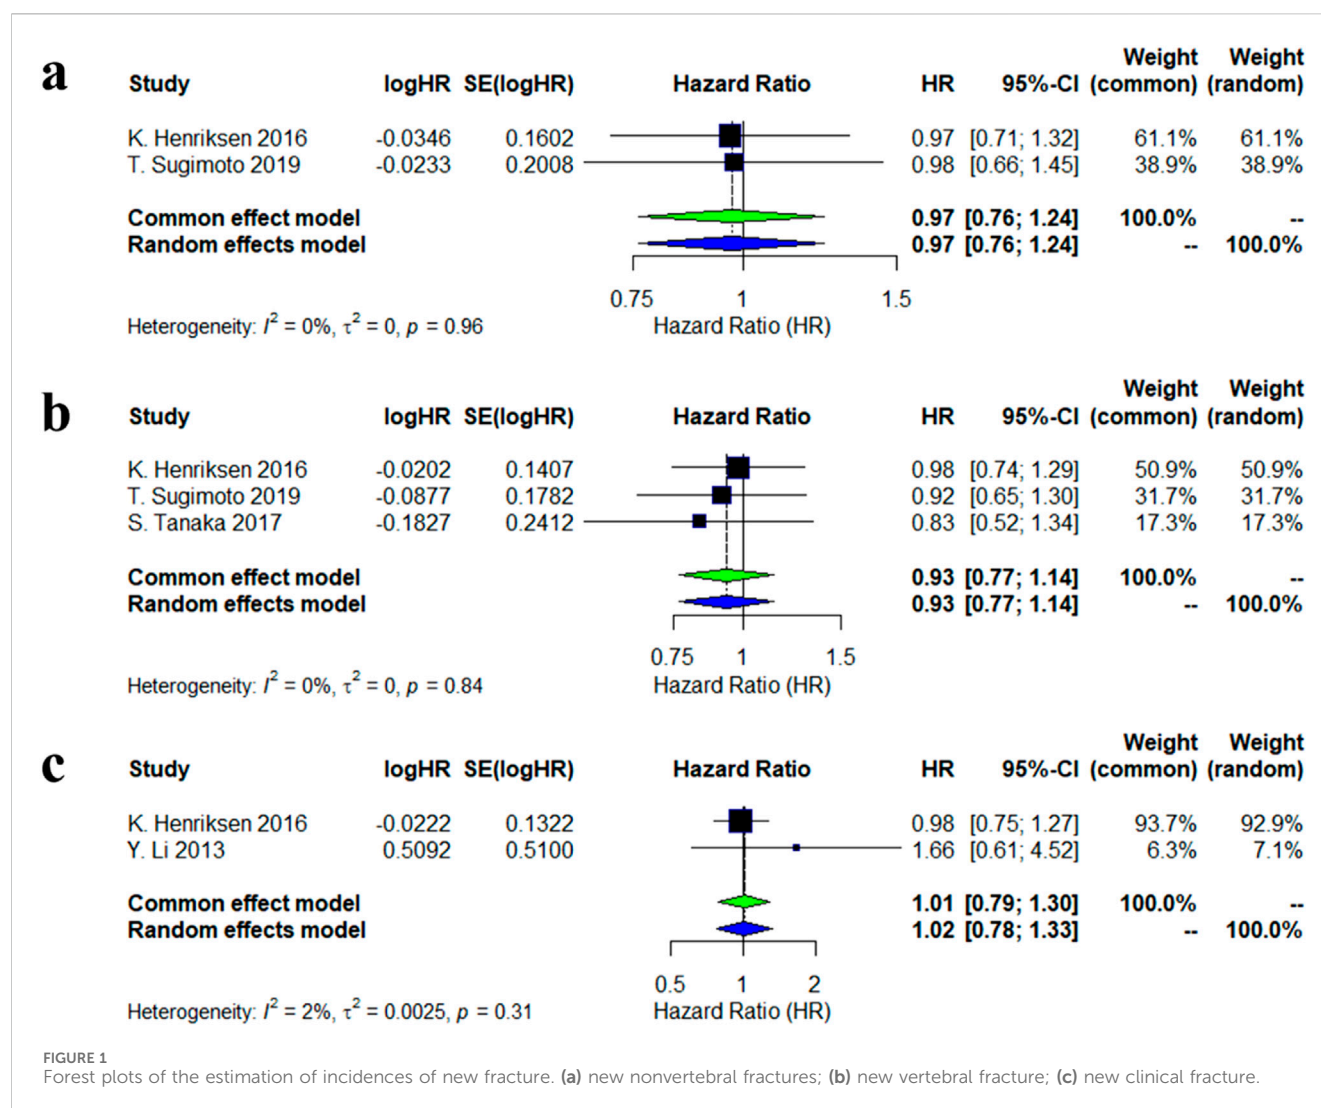 a
Weight Weight
Study logHR SE(logHR) Hazard Ratio HR 95%-CI (common) (random)
K. Henriksen 2016 -0.0346 0.1602 0.97 [0.71; 1.32] 61.1% 61.1%
T. Sugimoto 2019 -0.0233 0.2008 0.98 [0.66; 1.45] 38.9% 38.9%
Common effect model 0.97 [0.76; 1.24] 100.0% --
Random effects model 0.97 [0.76; 1.24] -- 100.0%
0.75 1 1.5
Heterogeneity: I² = 0%, τ² = 0, p = 0.96 Hazard Ratio (HR)
b
Weight Weight
Study logHR SE(logHR) Hazard Ratio HR 95%-CI (common) (random)
K. Henriksen 2016 -0.0202 0.1407 0.98 [0.74; 1.29] 50.9% 50.9%
T. Sugimoto 2019 -0.0877 0.1782 0.92 [0.65; 1.30] 31.7% 31.7%
S. Tanaka 2017 -0.1827 0.2412 0.83 [0.52; 1.34] 17.3% 17.3%
Common effect model 0.93 [0.77; 1.14] 100.0% --
Random effects model 0.93 [0.77; 1.14] -- 100.0%
0.75 1 1.5
Heterogeneity: I² = 0%, τ² = 0, p = 0.84 Hazard Ratio (HR)
c
Weight Weight
Study logHR SE(logHR) Hazard Ratio HR 95%-CI (common) (random)
K. Henriksen 2016 -0.0222 0.1322 0.98 [0.75; 1.27] 93.7% 92.9%
Y. Li 2013 0.5092 0.5100 1.66 [0.61; 4.52] 6.3% 7.1%
Common effect model 1.01 [0.79; 1.30] 100.0% --
Random effects model 1.02 [0.78; 1.33] -- 100.0%
0.5 1 2
Heterogeneity: I² = 2%, τ² = 0.0025, p = 0.31 Hazard Ratio (HR)
FIGURE 1
Forest plots of the estimation of incidences of new fracture. (a) new nonvertebral fractures; (b) new vertebral fracture; (c) new clinical fracture.